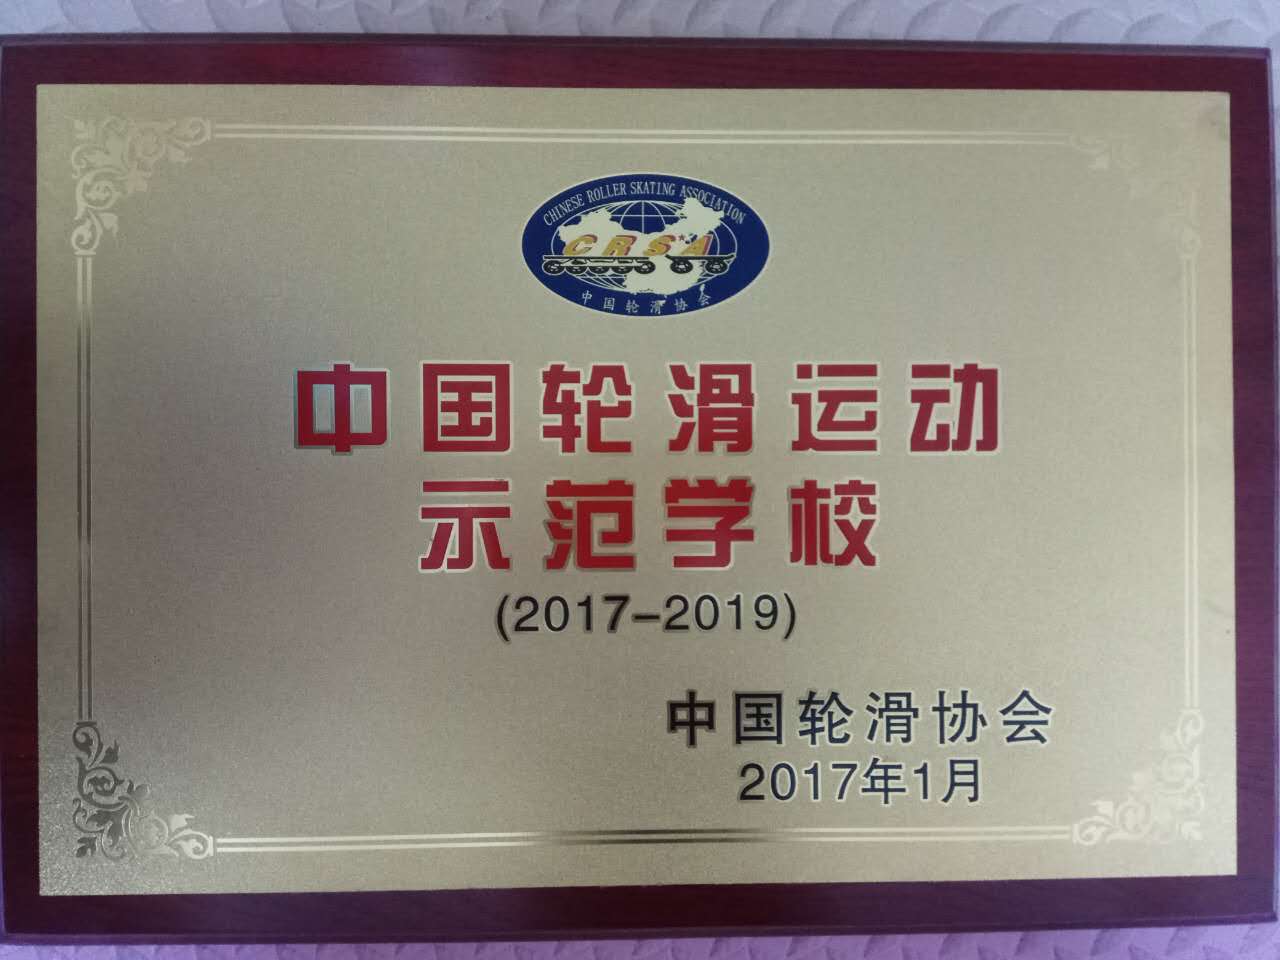 CHINESE ROLLER SKATING ASSOCIATION
CRSA
中国轮滑协会
中国轮滑运动
示范学校
(2017-2019)
中国轮滑协会
2017年1月